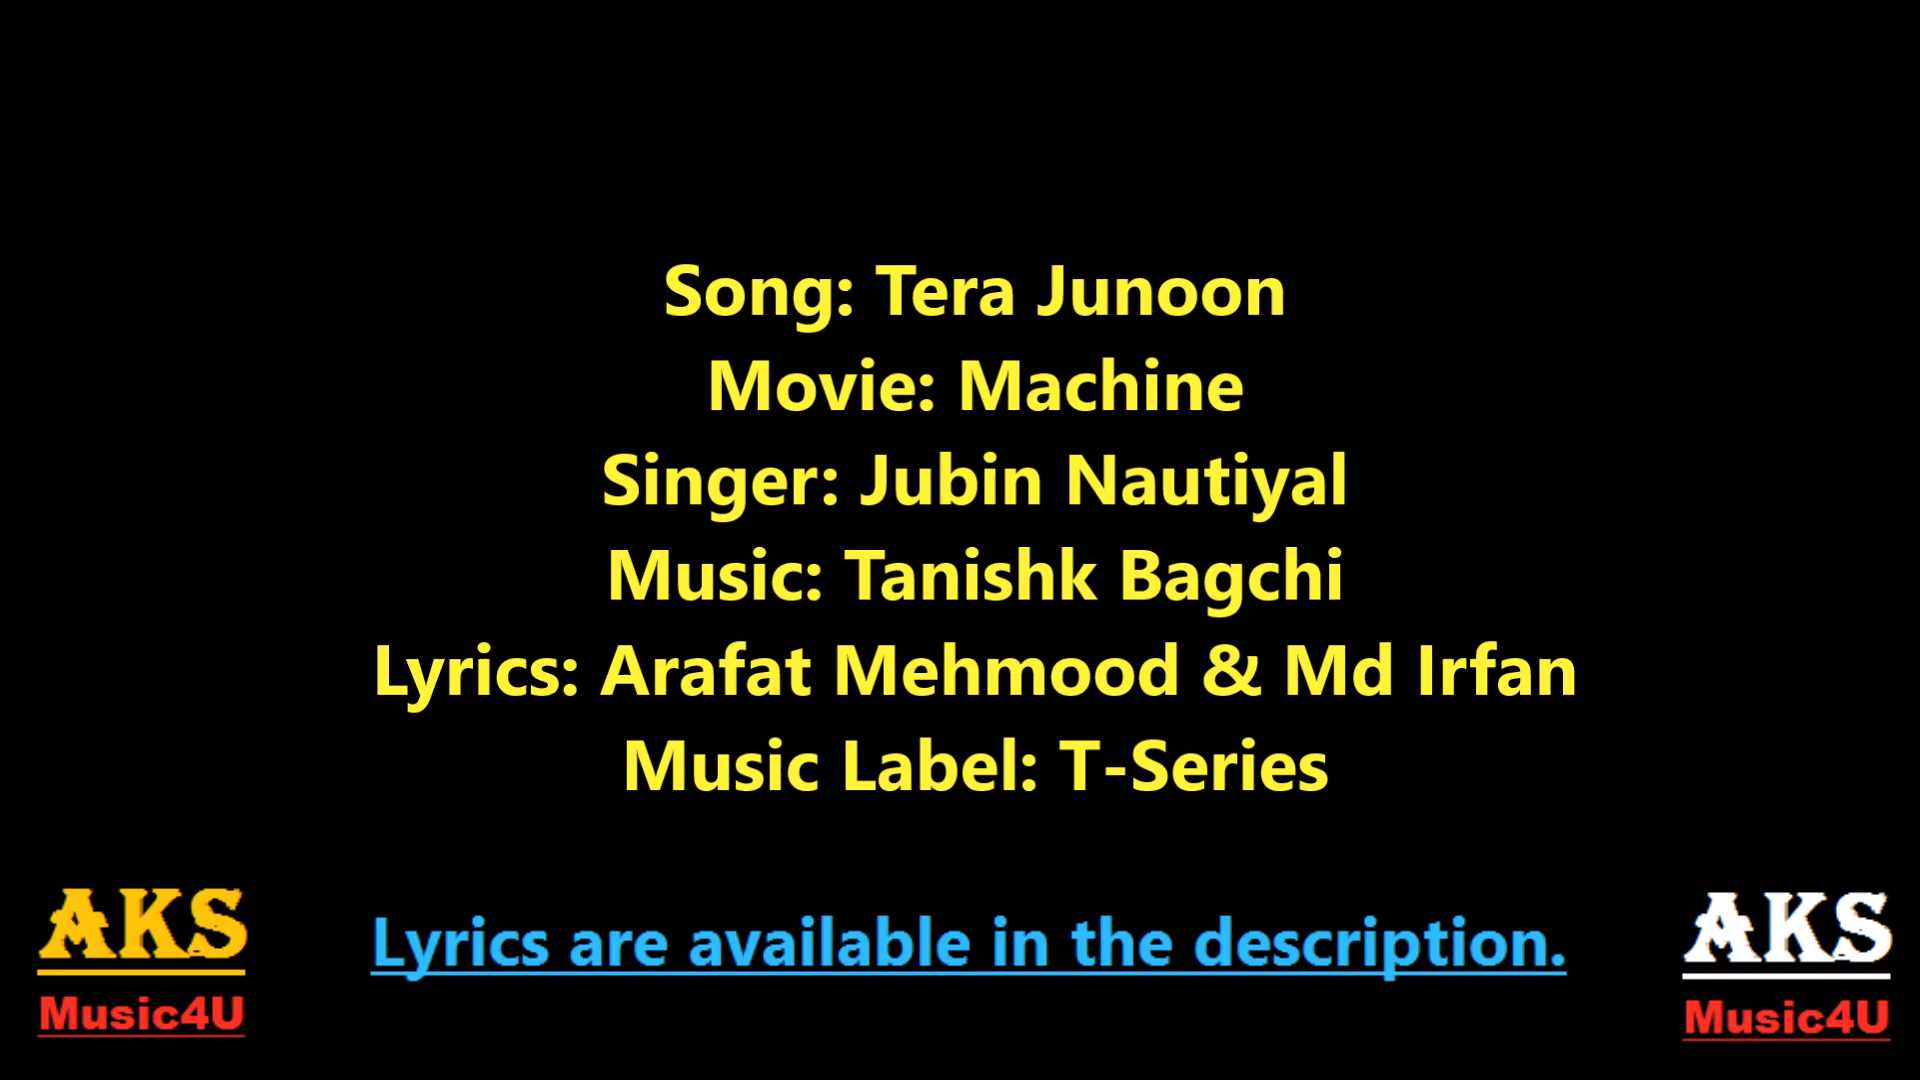 Song: Tera Junoon
Movie: Machine
Singer: Jubin Nautiyal
Music: Tanishk Bagchi
Lyrics: Arafat Mehmood & Md Irfan
Music Label: T-Series
AKS
Music4U
Lyrics are available in the description.
AKS
Music4U